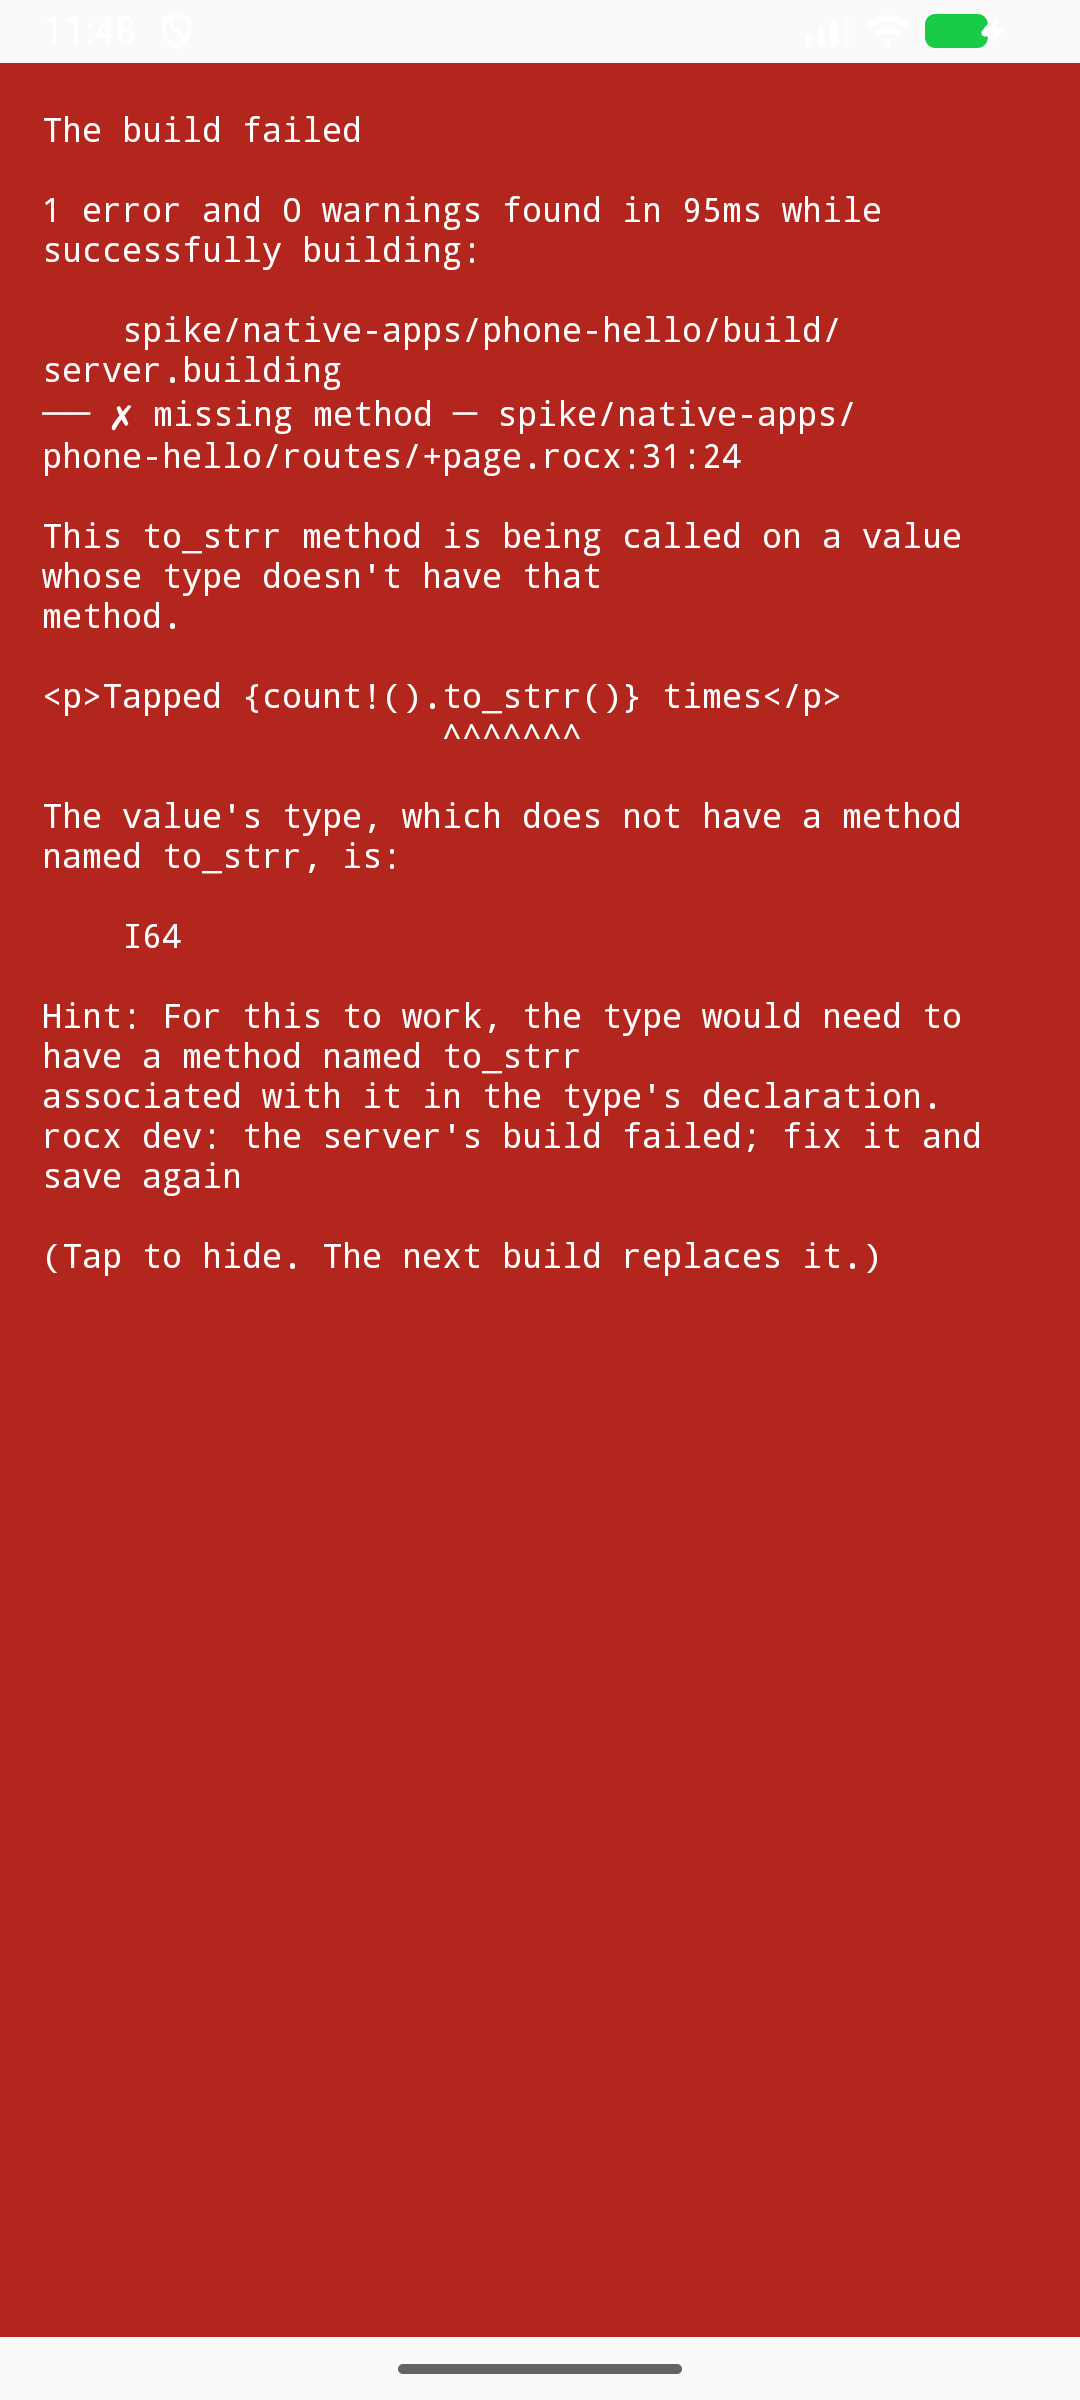 11:48
The build failed
1 error and 0 warnings found in 95ms while
successfully building:
spike/native-apps/phone-hello/build/
server.building
── ✗ missing method ─ spike/native-apps/
phone-hello/routes/+page.rocx:31:24
This to_strr method is being called on a value
whose type doesn't have that
method.
<p>Tapped {count!().to_strr()} times</p>
^^^^^^^
The value's type, which does not have a method
named to_strr, is:
I64
Hint: For this to work, the type would need to
have a method named to_strr
associated with it in the type's declaration.
rocx dev: the server's build failed; fix it and
save again
(Tap to hide. The next build replaces it.)